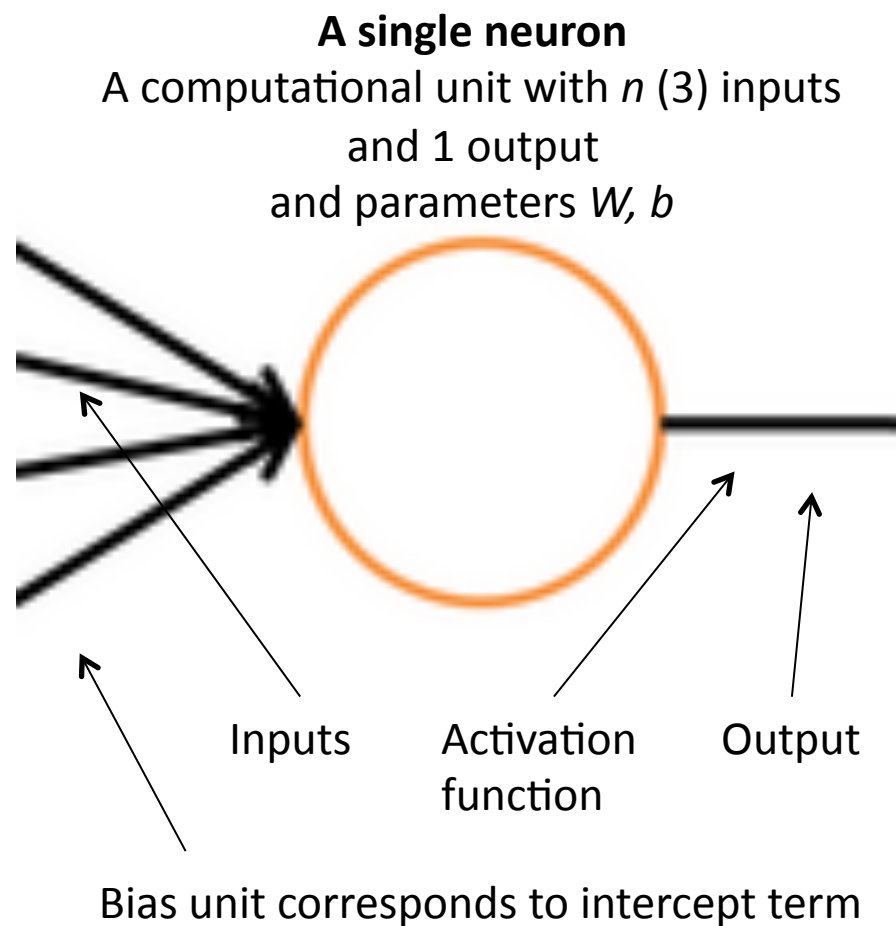 A single neuron
A computational unit with n (3) inputs
and 1 output
and parameters W, b
Inputs
Activation
function
Output
Bias unit corresponds to intercept term